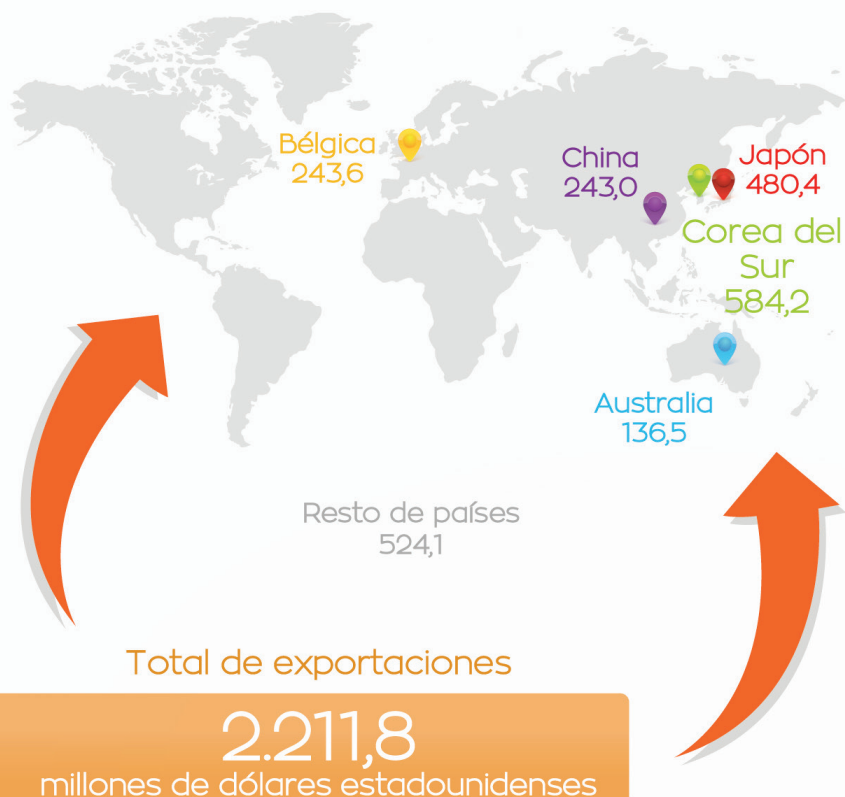 Bélgica
243,6
China
243,0
Japón
480,4
Corea del
Sur
584,2
Australia
136,5
Resto de países
524,1
Total de exportaciones
2.211,8
millones de dólares estadounidenses